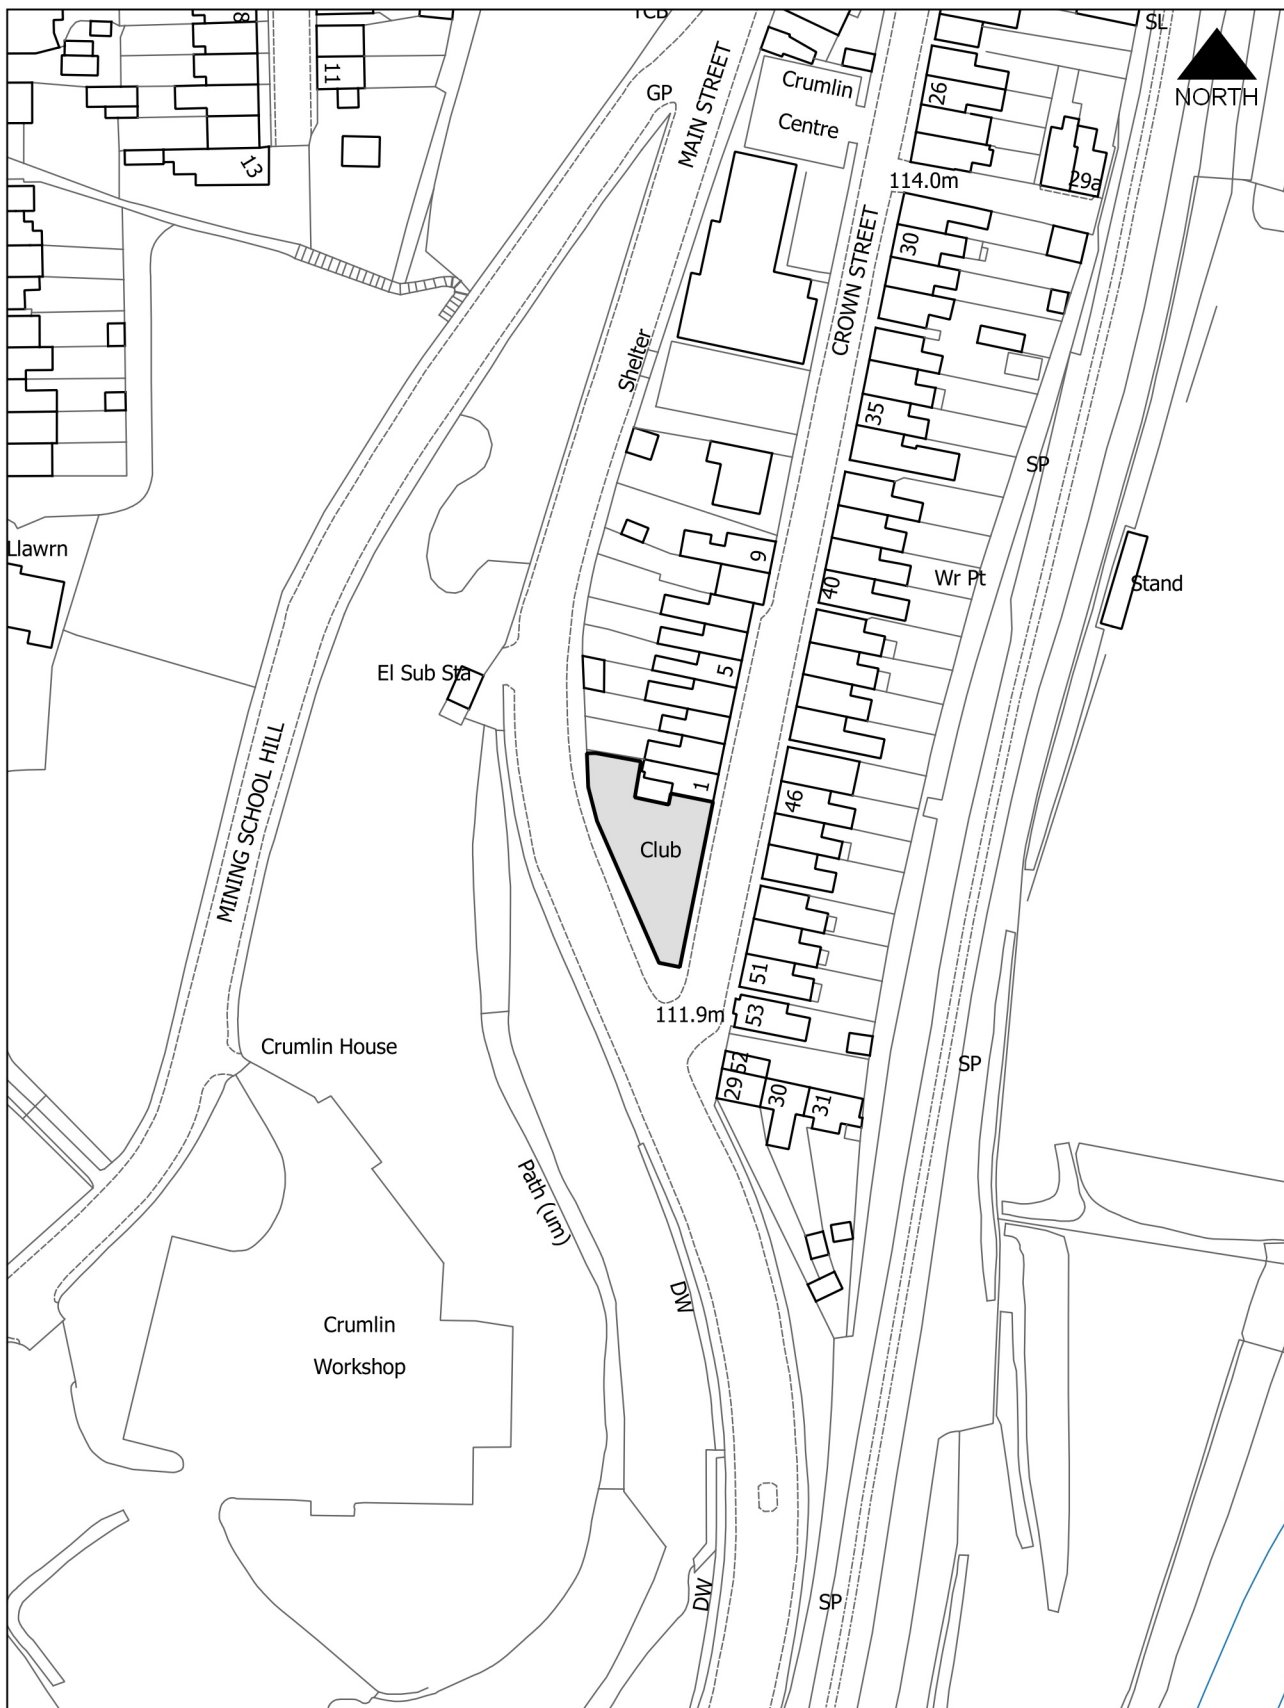 8
TCB
SL
11
GP
MAIN STREET
Crumlin
Centre
26
NORTH
13
114.0m
29a
30
CROWN STREET
Shelter
35
SP
Llawrn
9
40
Wr Pt
Stand
El Sub Sta
5
MINING SCHOOL HILL
1
46
Club
51
111.9m
53
Crumlin House
52
29
30
31
SP
Path (um)
DW
Crumlin
Workshop
DW
SP